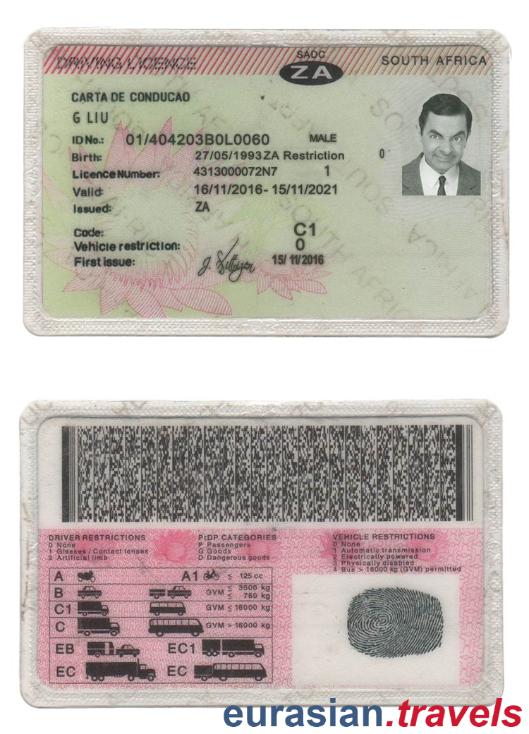 DRIVING LICENCE
SADC
ZA
SOUTH AFRICA
CARTA DE CONDUCAO
G LIU
ID No.: 01/404203B0L0060 MALE
Birth: 27/05/1993 ZA Restriction 0
Licence Number: 4313000072N7 1
Valid: 16/11/2016 - 15/11/2021
Issued: ZA
Code: C1
Vehicle restriction: 0
First issue: 15/11/2016
DRIVER RESTRICTIONS
0 None
1 Glasses / Contact lenses
2 Artificial limb
PrDP CATEGORIES
P Passengers
G Goods
D Dangerous goods
VEHICLE RESTRICTIONS
0 None
1 Automatic transmission
Electrically powered
Physically disabled
Bus > 16000 kg (GVM) permitted
A A1 ≤ 125 cc
B GVM ≤ 3500 kg
≤ 750 kg
C1 GVM ≤ 16000 kg
C GVM > 16000 kg
EB EC1
EC EC
eurasian.travels